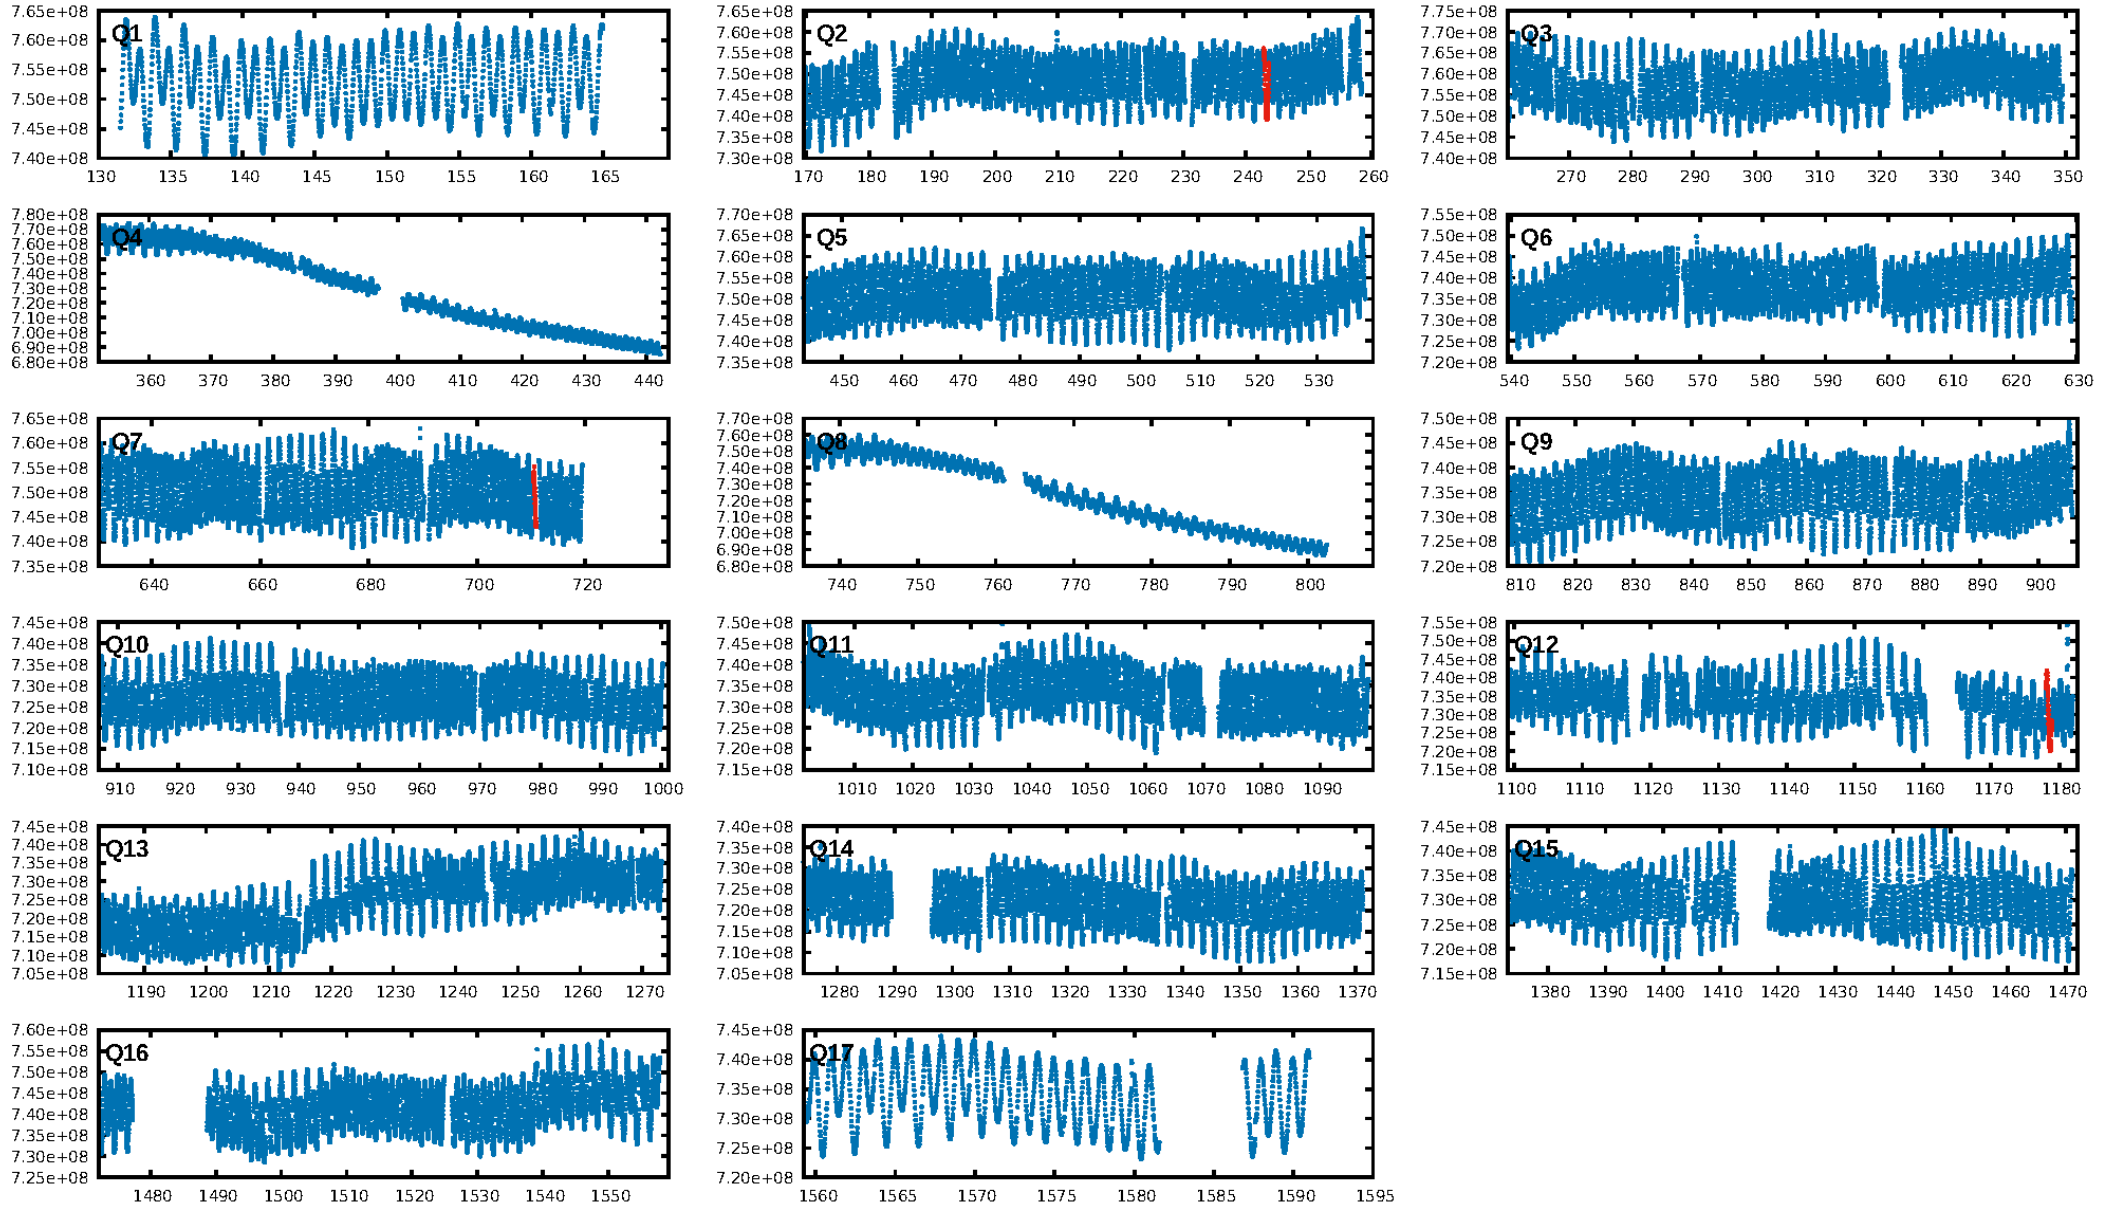 7.65e+08 7.60e+08 7.55e+08 7.50e+08 7.45e+08 7.40e+08
Q1
130 135 140 145 150 155 160 165
7.65e+08 7.60e+08 7.55e+08 7.50e+08 7.45e+08 7.40e+08 7.35e+08 7.30e+08
Q2
170 180 190 200 210 220 230 240 250 260
7.75e+08 7.70e+08 7.65e+08 7.60e+08 7.55e+08 7.50e+08 7.45e+08 7.40e+08
Q3
270 280 290 300 310 320 330 340 350
7.80e+08 7.70e+08 7.60e+08 7.50e+08 7.40e+08 7.30e+08 7.20e+08 7.10e+08 7.00e+08 6.90e+08 6.80e+08
Q4
360 370 380 390 400 410 420 430 440
7.70e+08 7.65e+08 7.60e+08 7.55e+08 7.50e+08 7.45e+08 7.40e+08 7.35e+08
Q5
450 460 470 480 490 500 510 520 530
7.55e+08 7.50e+08 7.45e+08 7.40e+08 7.35e+08 7.30e+08 7.25e+08 7.20e+08
Q6
540 550 560 570 580 590 600 610 620 630
7.65e+08 7.60e+08 7.55e+08 7.50e+08 7.45e+08 7.40e+08 7.35e+08
Q7
640 660 680 700 720
7.70e+08 7.60e+08 7.50e+08 7.40e+08 7.30e+08 7.20e+08 7.10e+08 7.00e+08 6.90e+08 6.80e+08
Q8
740 750 760 770 780 790 800
7.50e+08 7.45e+08 7.40e+08 7.35e+08 7.30e+08 7.25e+08 7.20e+08
Q9
810 820 830 840 850 860 870 880 890 900
7.45e+08 7.40e+08 7.35e+08 7.30e+08 7.25e+08 7.20e+08 7.15e+08 7.10e+08
Q10
910 920 930 940 950 960 970 980 990 1000
7.50e+08 7.45e+08 7.40e+08 7.35e+08 7.30e+08 7.25e+08 7.20e+08 7.15e+08
Q11
1010 1020 1030 1040 1050 1060 1070 1080 1090
7.55e+08 7.50e+08 7.45e+08 7.40e+08 7.35e+08 7.30e+08 7.25e+08 7.20e+08 7.15e+08
Q12
1100 1110 1120 1130 1140 1150 1160 1170 1180
7.45e+08 7.40e+08 7.35e+08 7.30e+08 7.25e+08 7.20e+08 7.15e+08 7.10e+08 7.05e+08
Q13
1190 1200 1210 1220 1230 1240 1250 1260 1270
7.40e+08 7.35e+08 7.30e+08 7.25e+08 7.20e+08 7.15e+08 7.10e+08 7.05e+08
Q14
1280 1290 1300 1310 1320 1330 1340 1350 1360 1370
7.45e+08 7.40e+08 7.35e+08 7.30e+08 7.25e+08 7.20e+08 7.15e+08
Q15
1380 1390 1400 1410 1420 1430 1440 1450 1460 1470
7.60e+08 7.55e+08 7.50e+08 7.45e+08 7.40e+08 7.35e+08 7.30e+08 7.25e+08
Q16
1480 1490 1500 1510 1520 1530 1540 1550
7.45e+08 7.40e+08 7.35e+08 7.30e+08 7.25e+08 7.20e+08
Q17
1560 1565 1570 1575 1580 1585 1590 1595